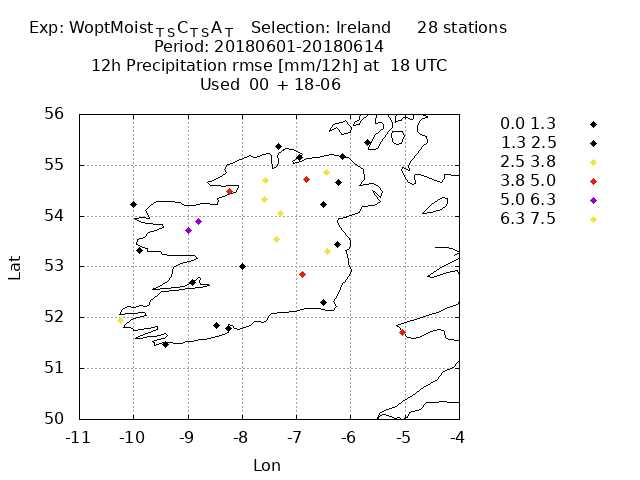 Exp: WoptMoist_TS C_TS A_T   Selection: Ireland     28 stations
Period: 20180601-20180614
12h Precipitation rmse [mm/12h] at  18 UTC
Used  00 + 18-06
56
55
54
53
52
51
50
-11 -10 -9 -8 -7 -6 -5 -4
Lat
Lon
0.0 1.3
1.3 2.5
2.5 3.8
3.8 5.0
5.0 6.3
6.3 7.5